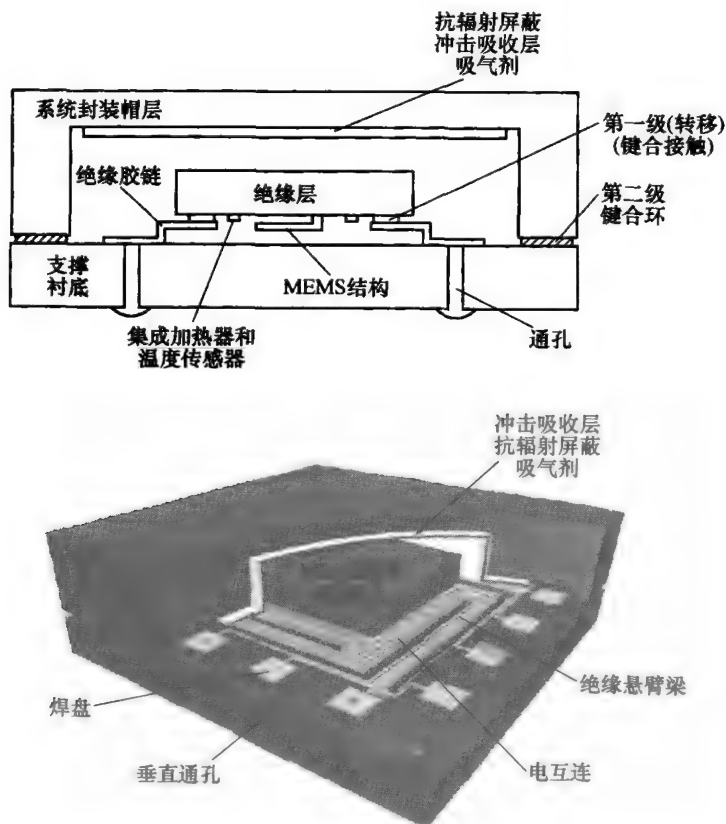 抗辐射屏蔽
冲击吸收层
吸气剂
系统封装帽层
第一级(转移)
(键合接触)
绝缘胶链
绝缘层
第二级
键合环
支撑
衬底
MEMS结构
集成加热器和
温度传感器
通孔
冲击吸收层
抗辐射屏蔽
吸气剂
焊盘
绝缘悬臂梁
垂直通孔
电互连